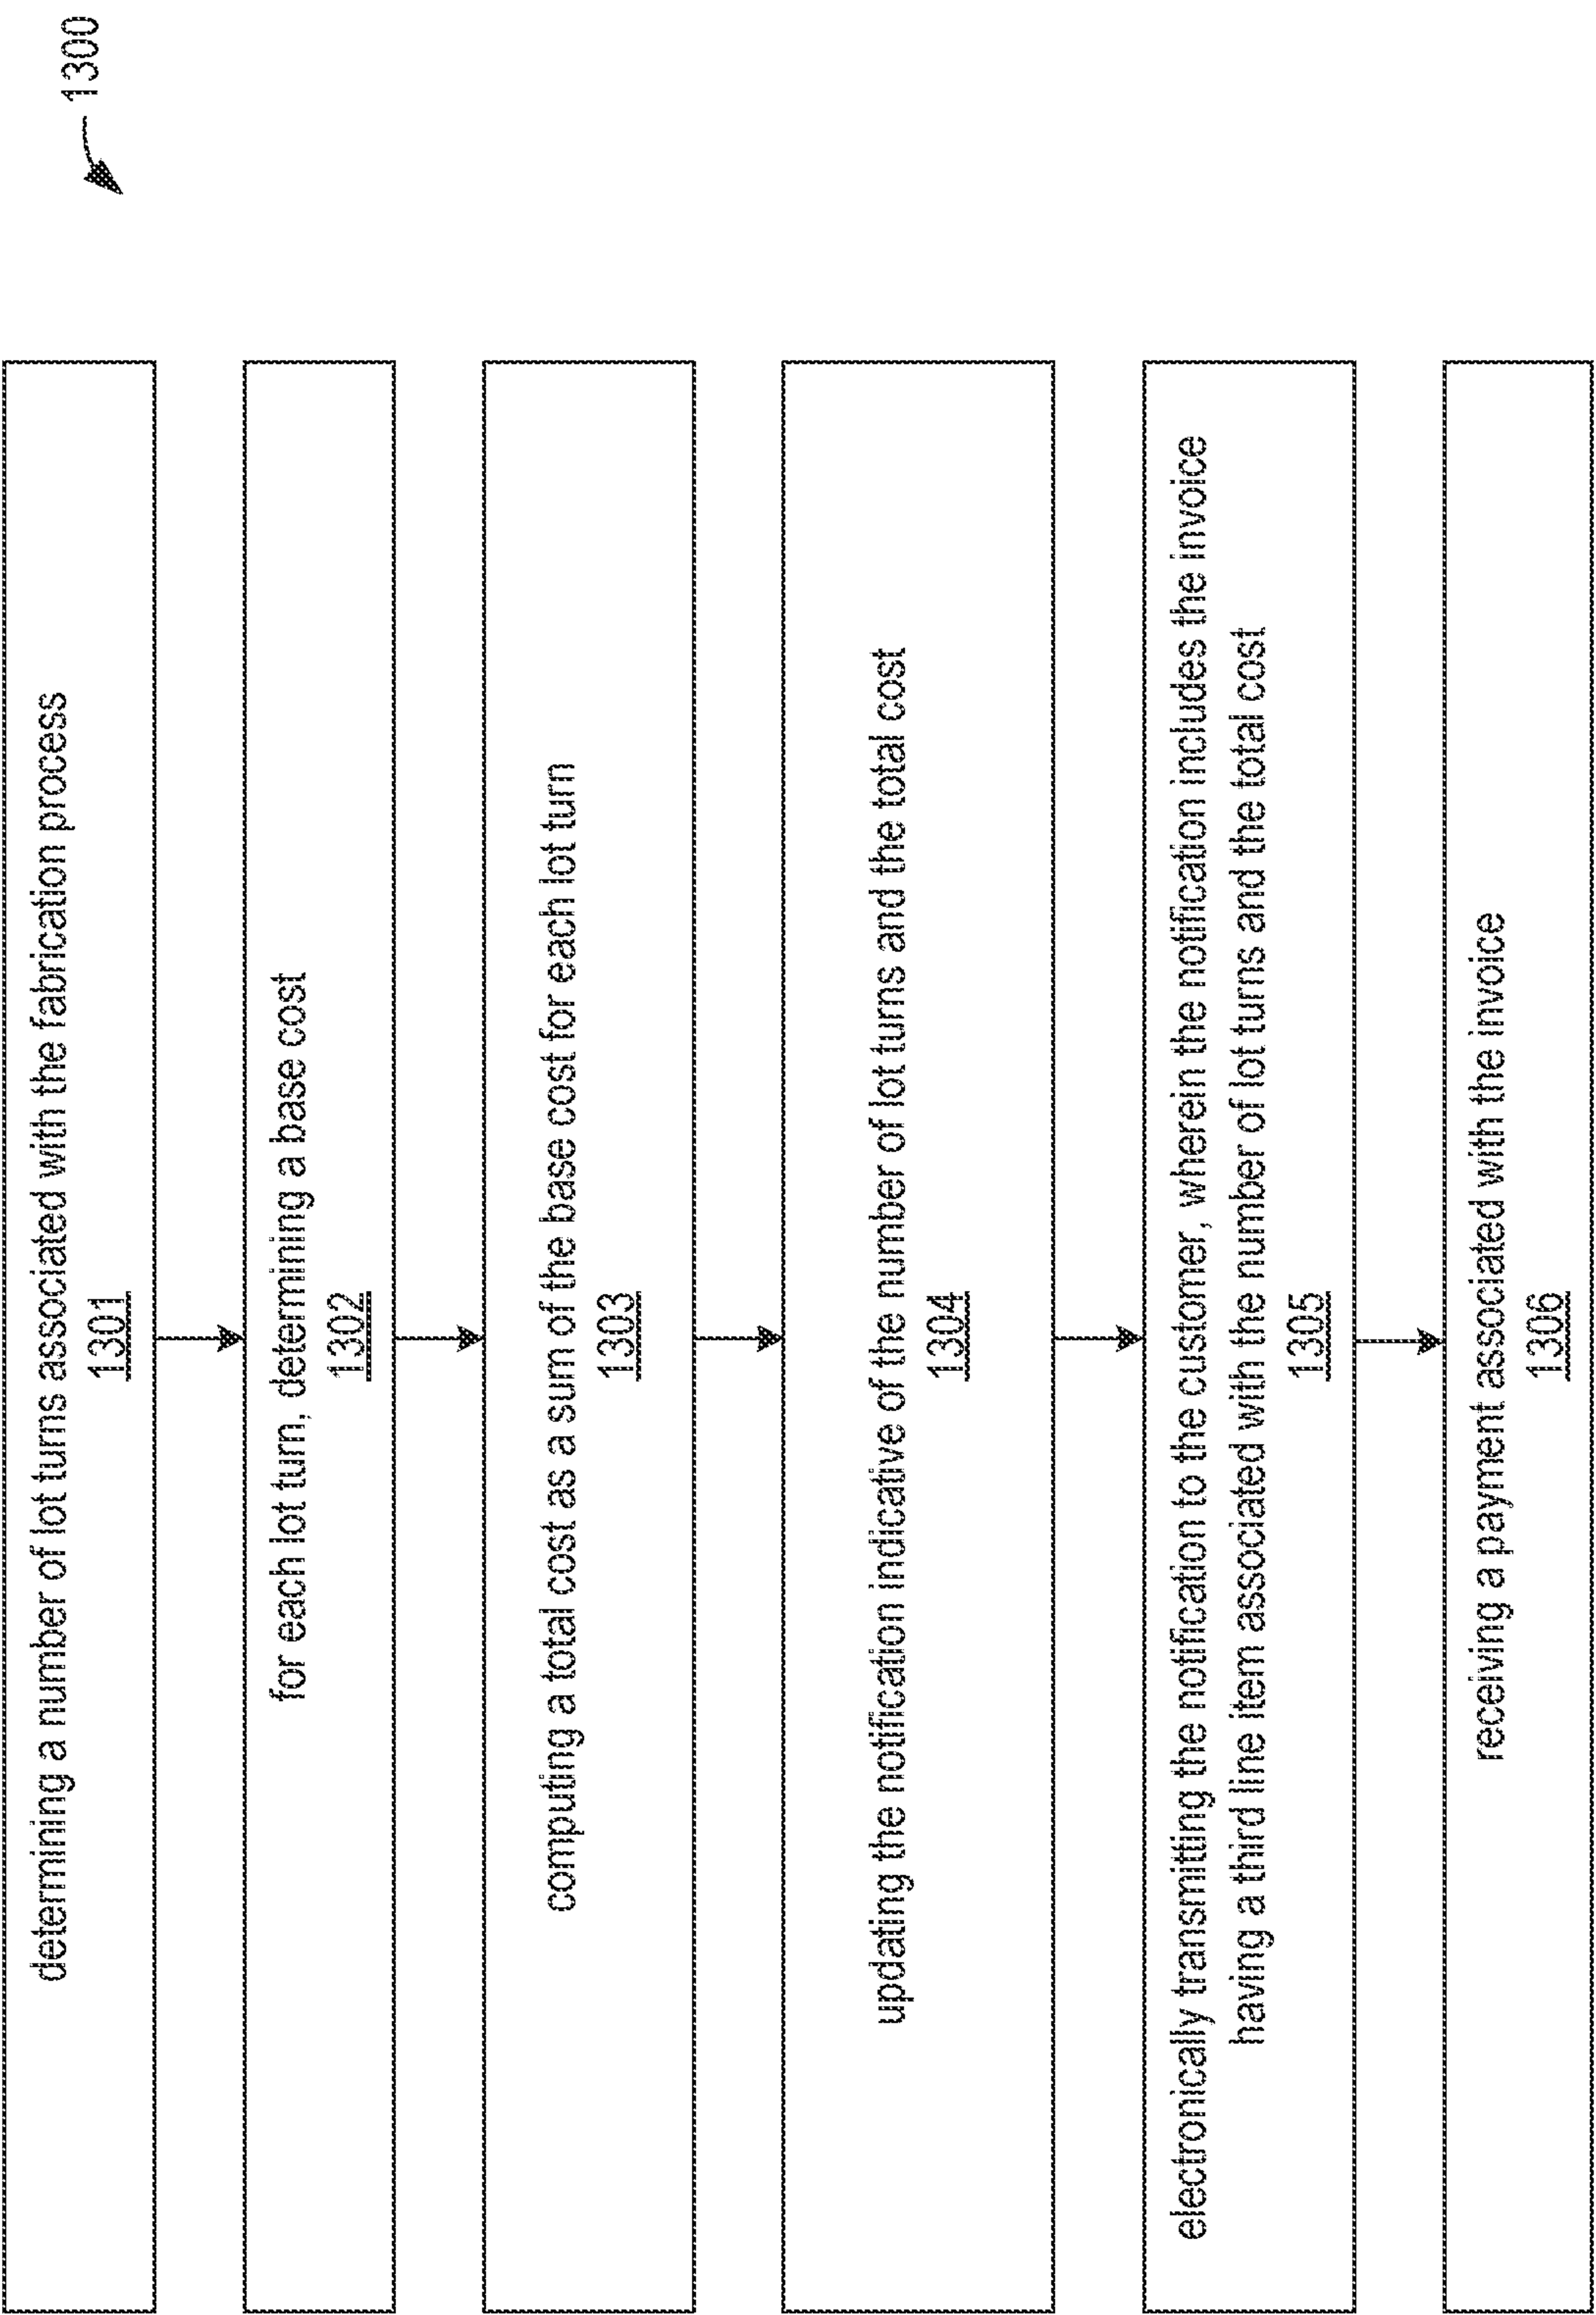 1300
determining a number of lot turns associated with the fabrication process
1301
for each lot turn, determining a base cost
1302
computing a total cost as a sum of the base cost for each lot turn
1303
updating the notification indicative of the number of lot turns and the total cost
1304
electronically transmitting the notification to the customer, wherein the notification includes the invoice
having a third line item associated with the number of lot turns and the total cost
1305
receiving a payment associated with the invoice
1306